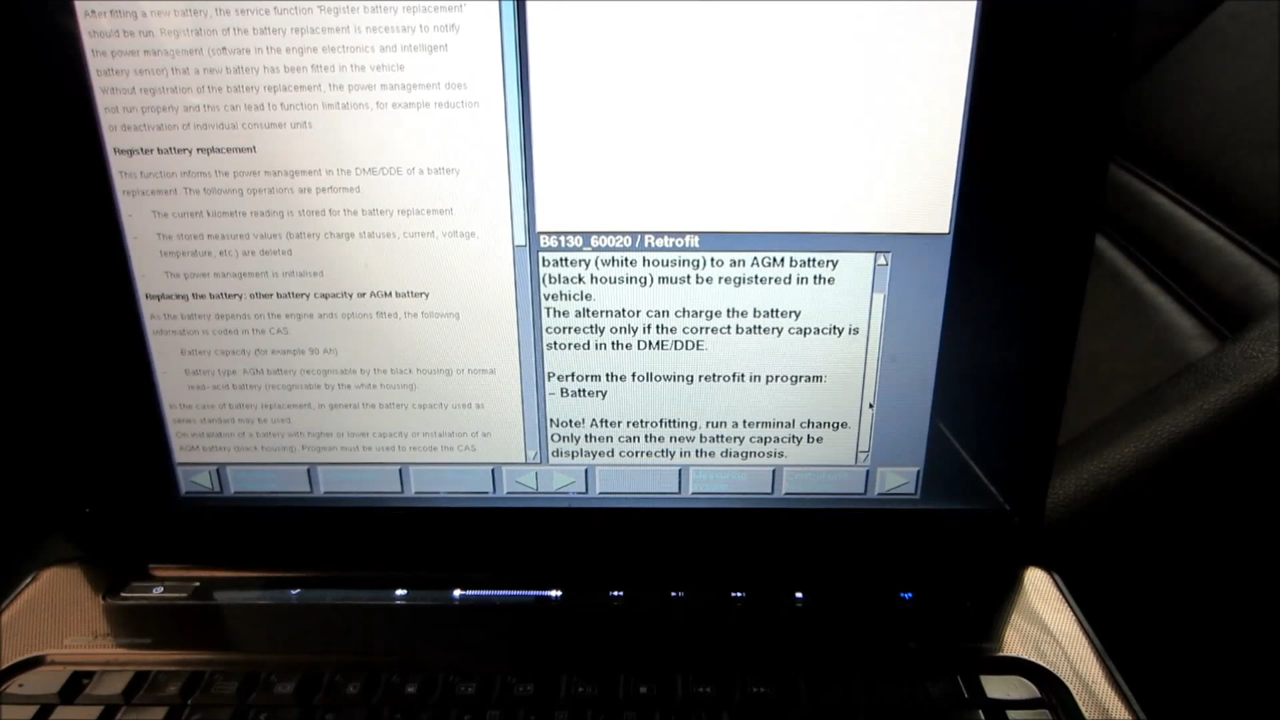 After fitting a new battery, the service function 'Register battery replacement'
should be run. Registration of the battery replacement is necessary to notify
the power management (software in the engine electronics and intelligent
battery sensor) that a new battery has been fitted in the vehicle
Without registration of the battery replacement, the power management does
not run properly and this can lead to function limitations, for example reduction
or deactivation of individual consumer units
Register battery replacement
This function informs the power management in the DME/DDE of a battery
replacement. The following operations are performed
- The current kilometre reading is stored for the battery replacement
- The stored measured values (battery charge statuses, current, voltage,
temperature, etc.) are deleted
- The power management is initialised
Replacing the battery: other battery capacity or AGM battery
As the battery depends on the engine ands options fitted, the following
information is coded in the CAS.
Battery capacity (for example 90 Ah)
- Battery type: AGM battery (recognisable by the black housing) or normal
lead-acid battery (recognisable by the white housing)
In the case of battery replacement, in general the battery capacity used as
series standard may be used.
On installation of a battery with higher or lower capacity or installation of an
AGM battery (black housing), Progman must be used to recode the CAS.
B6130_60020 / Retrofit
battery (white housing) to an AGM battery
(black housing) must be registered in the
vehicle.
The alternator can charge the battery
correctly only if the correct battery capacity is
stored in the DME/DDE.
Perform the following retrofit in program:
– Battery
Note! After retrofitting, run a terminal change.
Only then can the new battery capacity be
displayed correctly in the diagnosis.